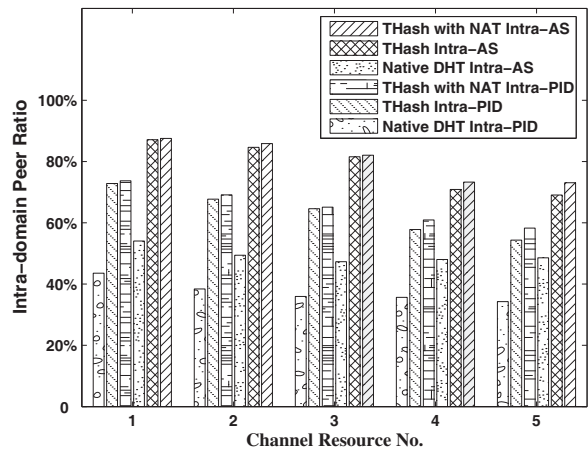 THash with NAT Intra-AS
THash Intra-AS
Native DHT Intra-AS
THash with NAT Intra-PID
THash Intra-PID
Native DHT Intra-PID
100%
80%
60%
40%
20%
0
Intra-domain Peer Ratio
1 2 3 4 5
Channel Resource No.